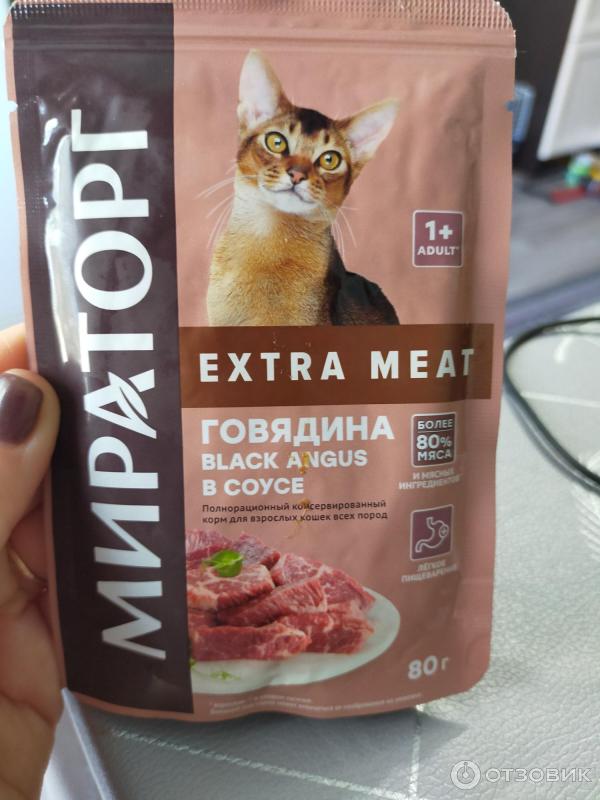 МИРАТОРГ
1+
ADULT*
EXTRA MEAT
ГОВЯДИНА
BLACK ANGUS
В СОУСЕ
Полнорационный консервированный
корм для взрослых кошек всех пород
БОЛЕЕ
80%
МЯСА
И МЯСНЫХ
ИНГРЕДИЕНТОВ
ЛЁГКОЕ
ПИЩЕВАРЕНИЕ
80 г
ОТЗОВИК